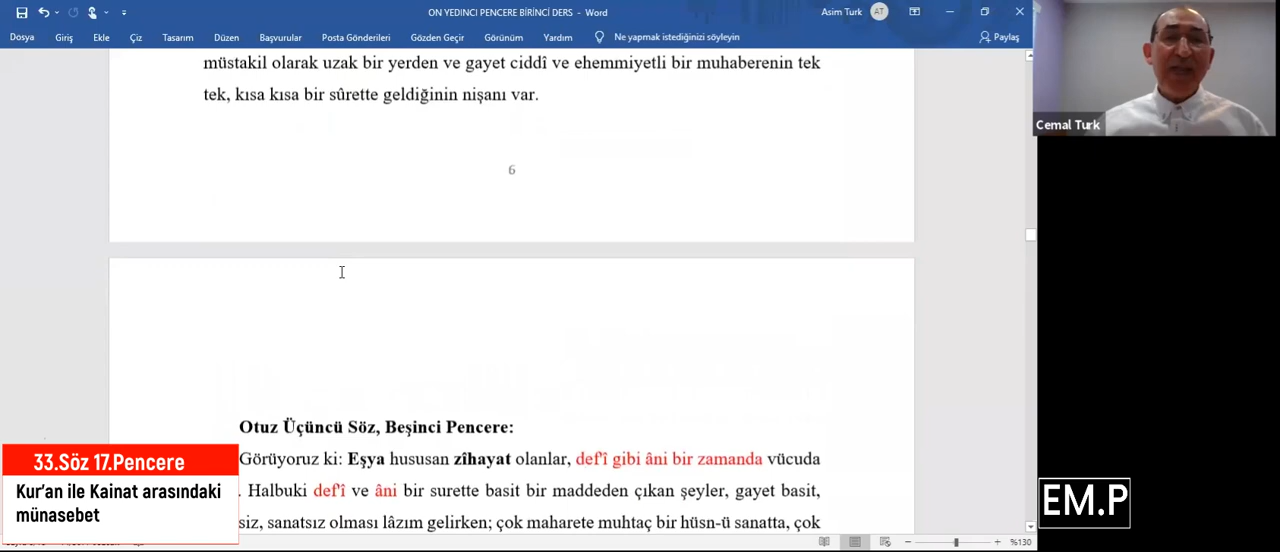 ON YEDINCI PENCERE BİRİNCİ DERS - Word
Asim Turk AT
Dosya Giriş Ekle Çiz Tasarım Düzen Başvurular Posta Gönderileri Gözden Geçir Görünüm Yardım Ne yapmak istediğinizi söyleyin Paylaş
müstakil olarak uzak bir yerden ve gayet ciddî ve ehemmiyetli bir muhaberenin tek
tek, kısa kısa bir sûrette geldiğinin nişanı var.
6
Cemal Turk
Otuz Üçüncü Söz, Beşinci Pencere:
Görüyoruz ki: Eşya hususan zîhayat olanlar, def'î gibi âni bir zamanda vücuda
. Halbuki def'î ve âni bir surette basit bir maddeden çıkan şeyler, gayet basit,
siz, sanatsız olması lâzım gelirken; çok maharete muhtaç bir hüsn-ü sanatta, çok
33.Söz 17.Pencere
Kur'an ile Kainat arasındaki
münasebet
EM.P
%130